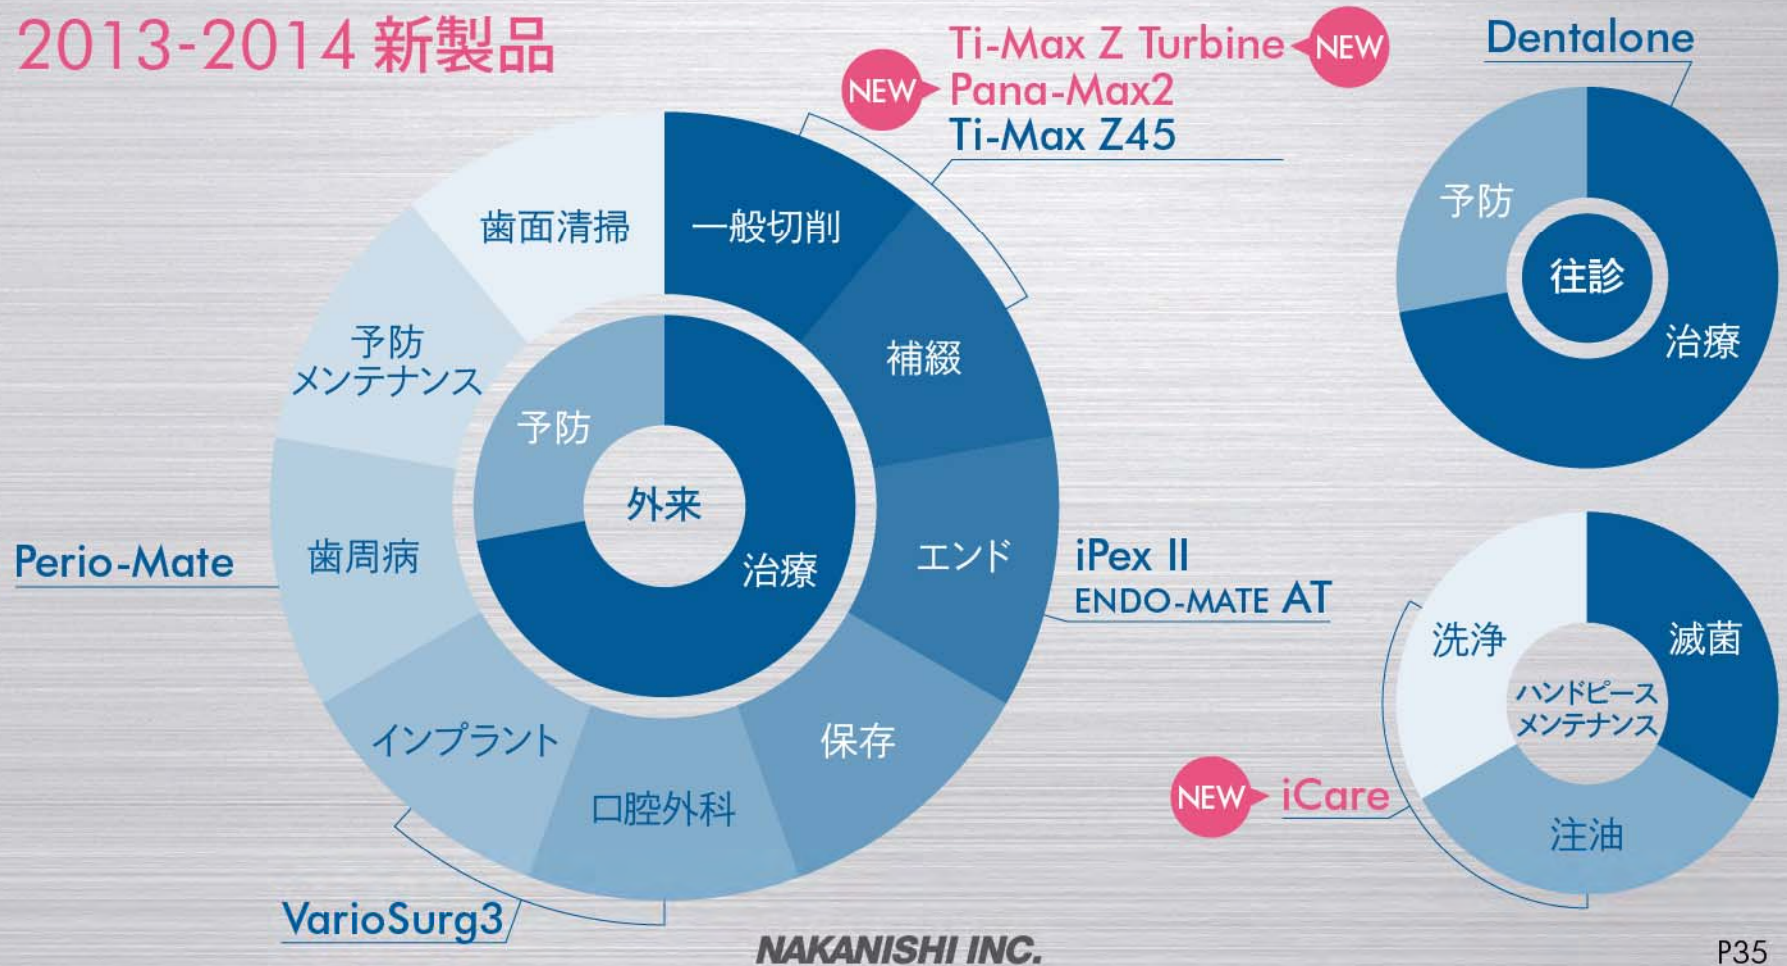 2013-2014 新製品
Ti-Max Z Turbine
NEW
NEW
Pana-Max2
Ti-Max Z45
Dentalone
歯面清掃
一般切削
予防
メンテナンス
補綴
予防
外来
治療
歯周病
エンド
インプラント
口腔外科
保存
Perio-Mate
iPex II
ENDO-MATE AT
VarioSurg3
予防
往診
治療
洗浄
滅菌
ハンドピース
メンテナンス
注油
NEW
iCare
NAKANISHI INC.
P35